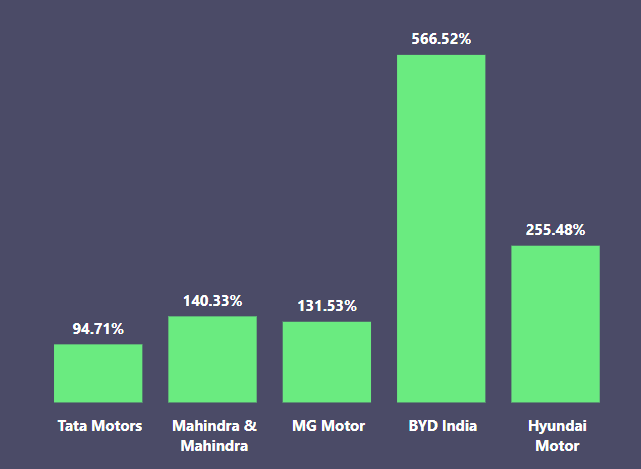 566.52%
255.48%
140.33%
131.53%
94.71%
Tata Motors
Mahindra &
Mahindra
MG Motor
BYD India
Hyundai
Motor